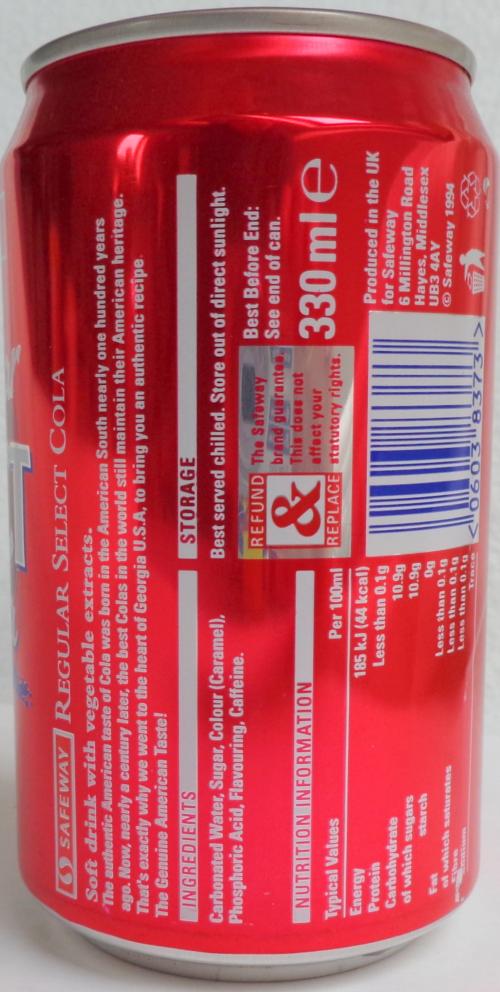 SAFEWAY REGULAR SELECT COLA
Soft drink with vegetable extracts.
The authentic American taste of Cola was born in the American South nearly one hundred years
ago. Now, nearly a century later, the best Colas in the world still maintain their American heritage.
That's exactly why we went to the heart of Georgia U.S.A, to bring you an authentic recipe.
The Genuine American Taste!
INGREDIENTS
Carbonated Water, Sugar, Colour (Caramel),
Phosphoric Acid, Flavouring, Caffeine.
NUTRITION INFORMATION
Typical Values Per 100ml
Energy 185 kJ (44 kcal)
Protein Less than 0.1g
Carbohydrate 10.9g
of which sugars 10.9g
starch 0g
Fat Less than 0.1g
of which saturates Less than 0.1g
Fibre Less than 0.1g
Trace
STORAGE
Best served chilled. Store out of direct sunlight.
REFUND
&
REPLACE
The Safeway
brand guarantee.
This does not
affect your
statutory rights.
Best Before End:
See end of can.
330 ml e
Produced in the UK
for Safeway
6 Millington Road
Hayes, Middlesex
UB3 4AY
© Safeway 1994
<0603 8373>